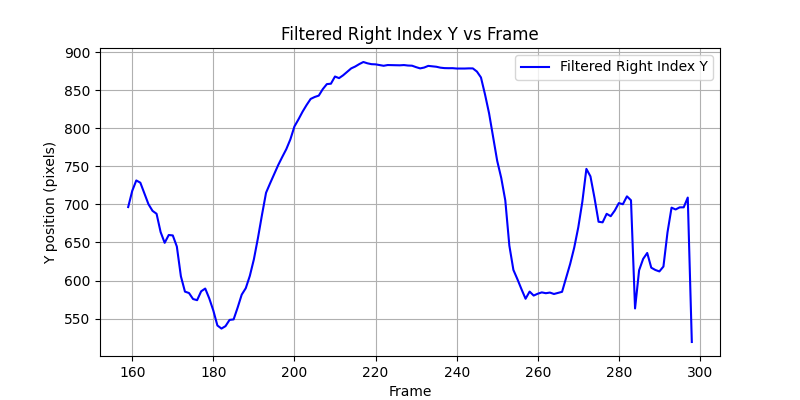 Filtered Right Index Y vs Frame
Filtered Right Index Y
900
850
800
750
700
650
600
550
Y position (pixels)
160 180 200 220 240 260 280 300
Frame